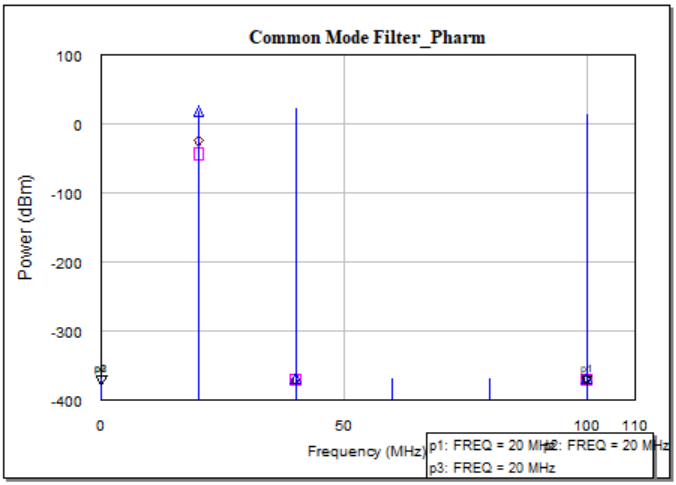 Common Mode Filter_Pharm
100
0
-100
-200
-300
-400
Power (dBm)
p1
0
50
100
110
Frequency (MHz)
p1: FREQ = 20 MHz
p2: FREQ = 20 MHz
p3: FREQ = 20 MHz